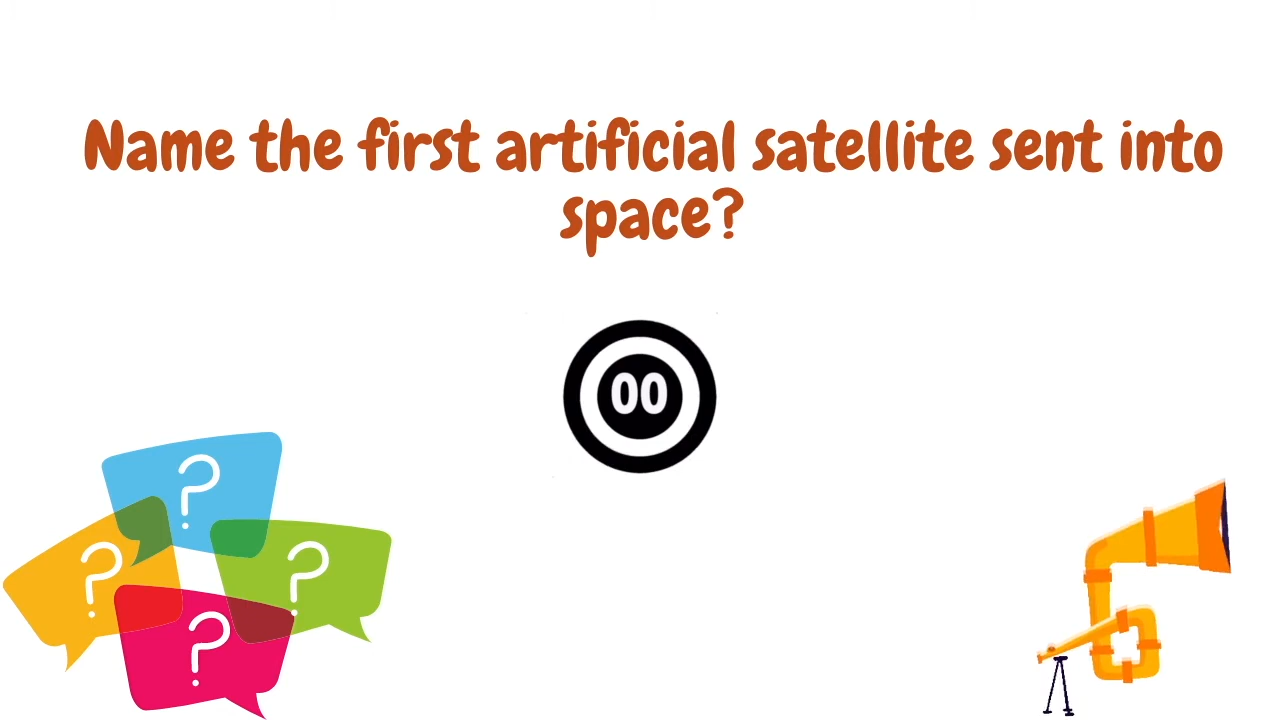 Name the first artificial satellite sent into
space?
00
?
?
?
?